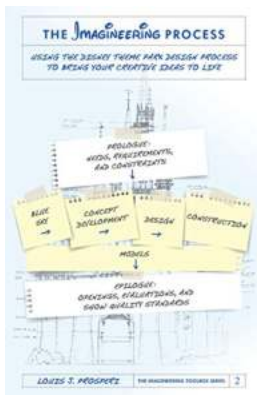 THE IMAGINEERING PROCESS
USING THE DISNEY THEME PARK DESIGN PROCESS
TO BRING YOUR CREATIVE IDEAS TO LIFE
PROLOGUE:
NEEDS, REQUIREMENTS,
AND CONSTRAINTS
BLUE
SKY
CONCEPT
DEVELOPMENT
DESIGN
CONSTRUCTION
MODELS
EPILOGUE:
OPENINGS, EVALUATIONS, AND
SHOW QUALITY STANDARDS
LOUIS J. PROSPERI THE IMAGINEERING TOOLBOX SERIES 2